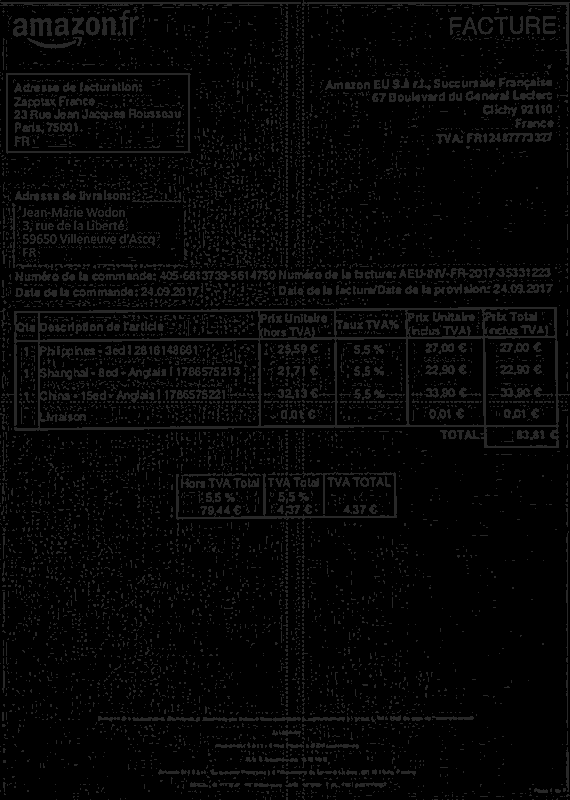 amazon.fr
FACTURE
Adresse de facturation:
Zapptax France
23 Rue Jean Jacques Rousseau
Paris, 75001
FR
Amazon EU S.à r.l., Succursale Française
67 Boulevard du General Leclerc
Clichy 92110
France
TVA: FR12487773327
Adresse de livraison:
Jean-Marie Wodon
3, rue de la Liberté
59650 Villeneuve d'Ascq
FR
Numéro de la commande: 405-6613739-5614750 Numéro de la facture: AEU-INV-FR-2017-35331223
Date de la commande: 24.09.2017 Date de la facture/Date de la provision: 24.09.2017
Qté Description de l'article Prix Unitaire (hors TVA) Taux TVA% Prix Unitaire (inclus TVA) Prix Total (inclus TVA)
1 Philippines - 3ed | 2816148661 25,59 € 5,5 % 27,00 € 27,00 €
1 Shanghai - 8ed - Anglais | 1786575213 21,71 € 5,5 % 22,90 € 22,90 €
1 China - 15ed - Anglais | 1786575221 32,13 € 5,5 % 33,90 € 33,90 €
Livraison 0,01 € 0,01 € 0,01 €
TOTAL: 83,81 €
Hors TVA Total TVA Total TVA TOTAL
5,5 % 5,5 %
79,44 € 4,37 € 4,37 €